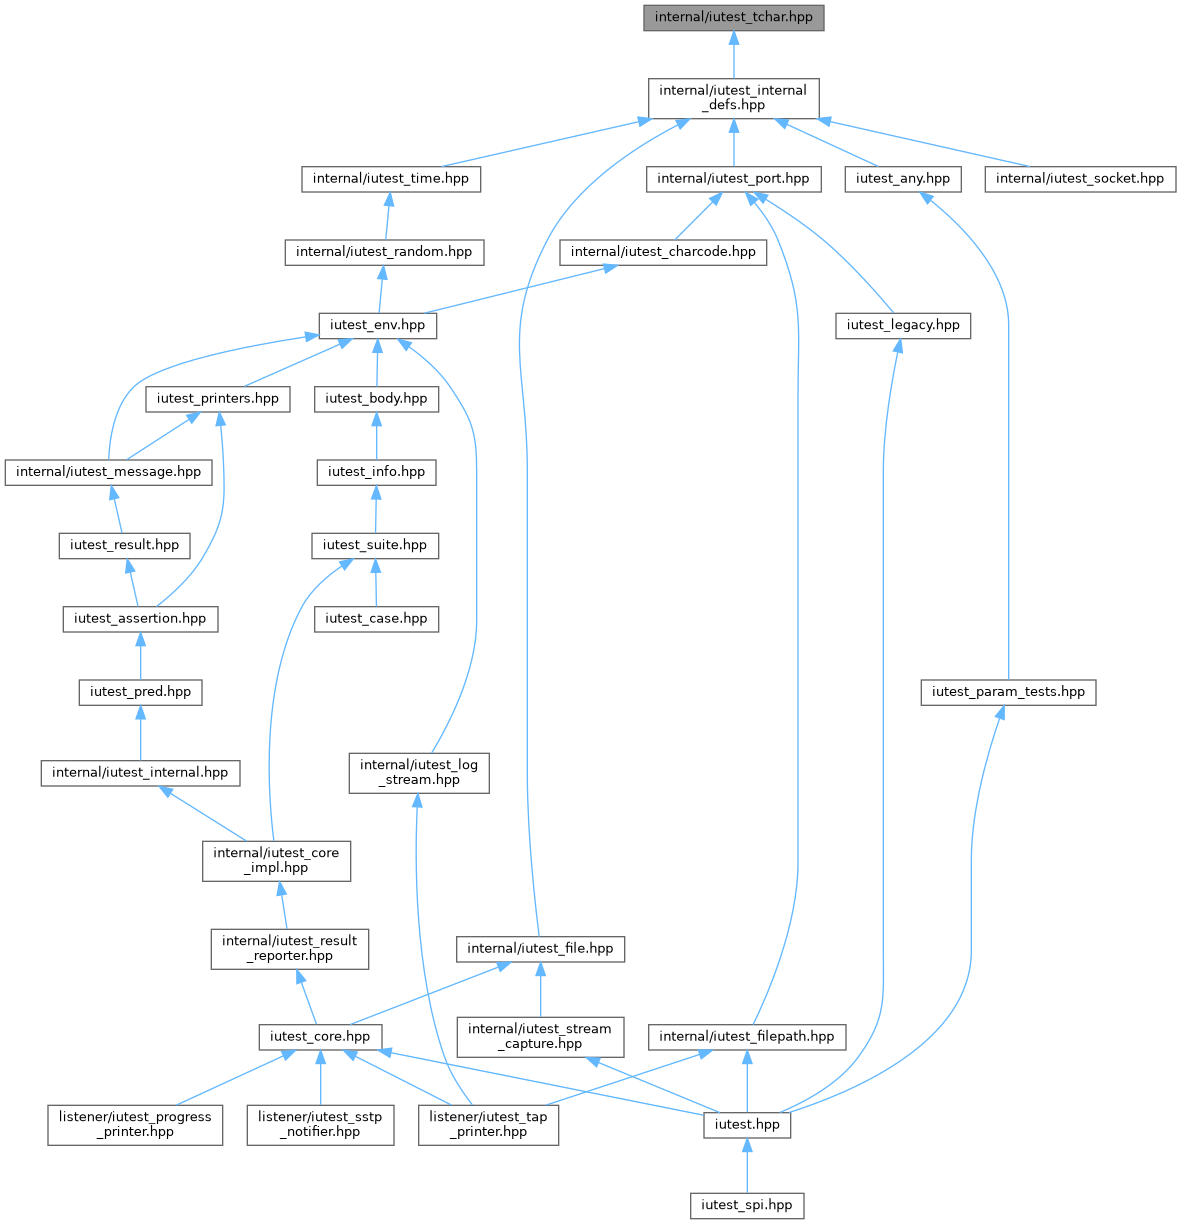 internal/iutest_tchar.hpp
internal/iutest_internal
_defs.hpp
internal/iutest_time.hpp
internal/iutest_port.hpp
iutest_any.hpp
internal/iutest_socket.hpp
internal/iutest_random.hpp
internal/iutest_charcode.hpp
iutest_env.hpp
iutest_legacy.hpp
iutest_printers.hpp
iutest_body.hpp
internal/iutest_message.hpp
iutest_info.hpp
iutest_result.hpp
iutest_suite.hpp
iutest_assertion.hpp
iutest_case.hpp
iutest_pred.hpp
iutest_param_tests.hpp
internal/iutest_internal.hpp
internal/iutest_log
_stream.hpp
internal/iutest_core
_impl.hpp
internal/iutest_result
_reporter.hpp
internal/iutest_file.hpp
iutest_core.hpp
internal/iutest_stream
_capture.hpp
internal/iutest_filepath.hpp
listener/iutest_progress
_printer.hpp
listener/iutest_sstp
_notifier.hpp
listener/iutest_tap
_printer.hpp
iutest.hpp
iutest_spi.hpp